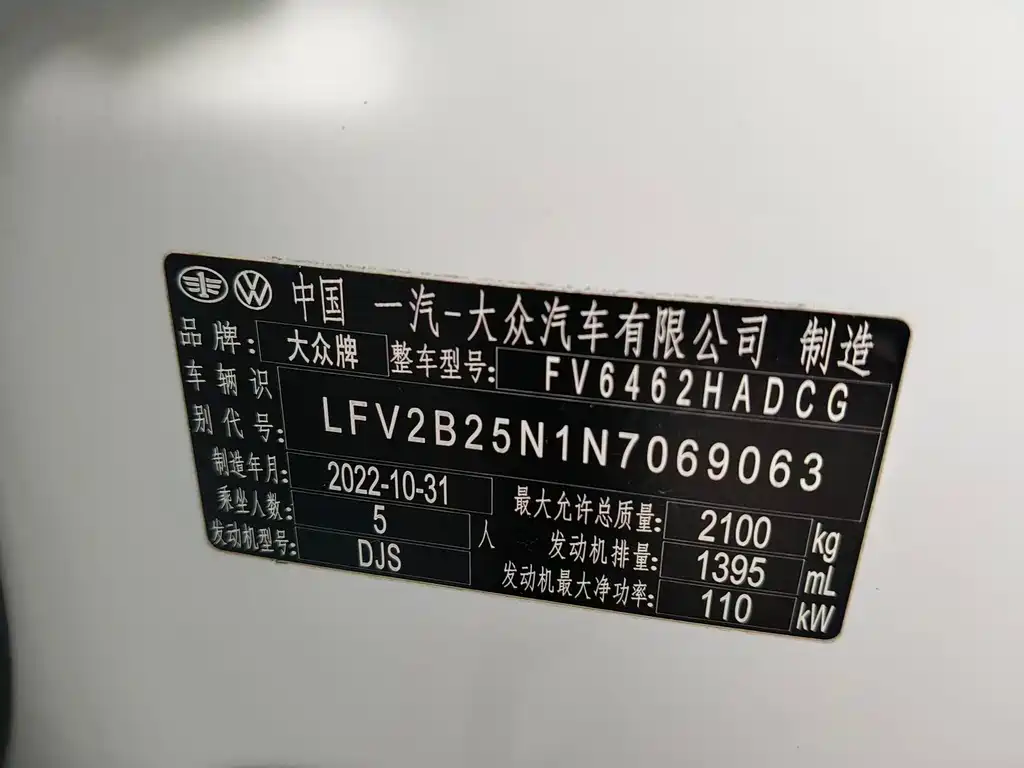 中国 一汽-大众汽车有限公司 制造
品牌: 大众牌 整车型号: FV6462HADCG
车辆识别代号: LFV2B25N1N7069063
制造年月: 2022-10-31 最大允许总质量: 2100 kg
乘坐人数: 5 人 发动机排量: 1395 mL
发动机型号: DJS 发动机最大净功率: 110 kW